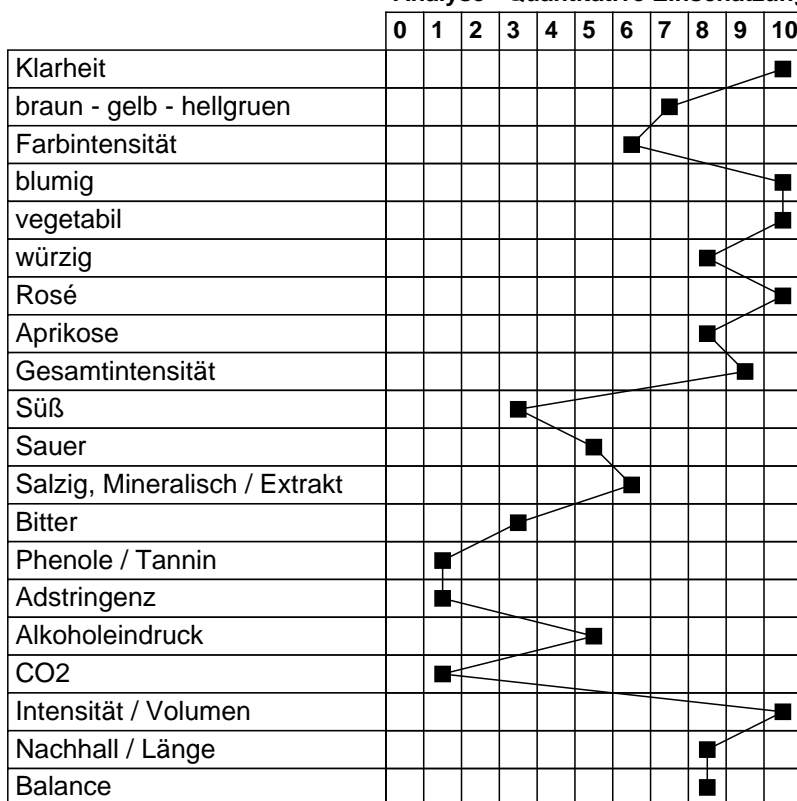 0 1 2 3 4 5 6 7 8 9 10
Klarheit
braun - gelb - hellgruen
Farbintensität
blumig
vegetabil
würzig
Rosé
Aprikose
Gesamtintensität
Süß
Sauer
Salzig, Mineralisch / Extrakt
Bitter
Phenole / Tannin
Adstringenz
Alkoholeindruck
CO2
Intensität / Volumen
Nachhall / Länge
Balance